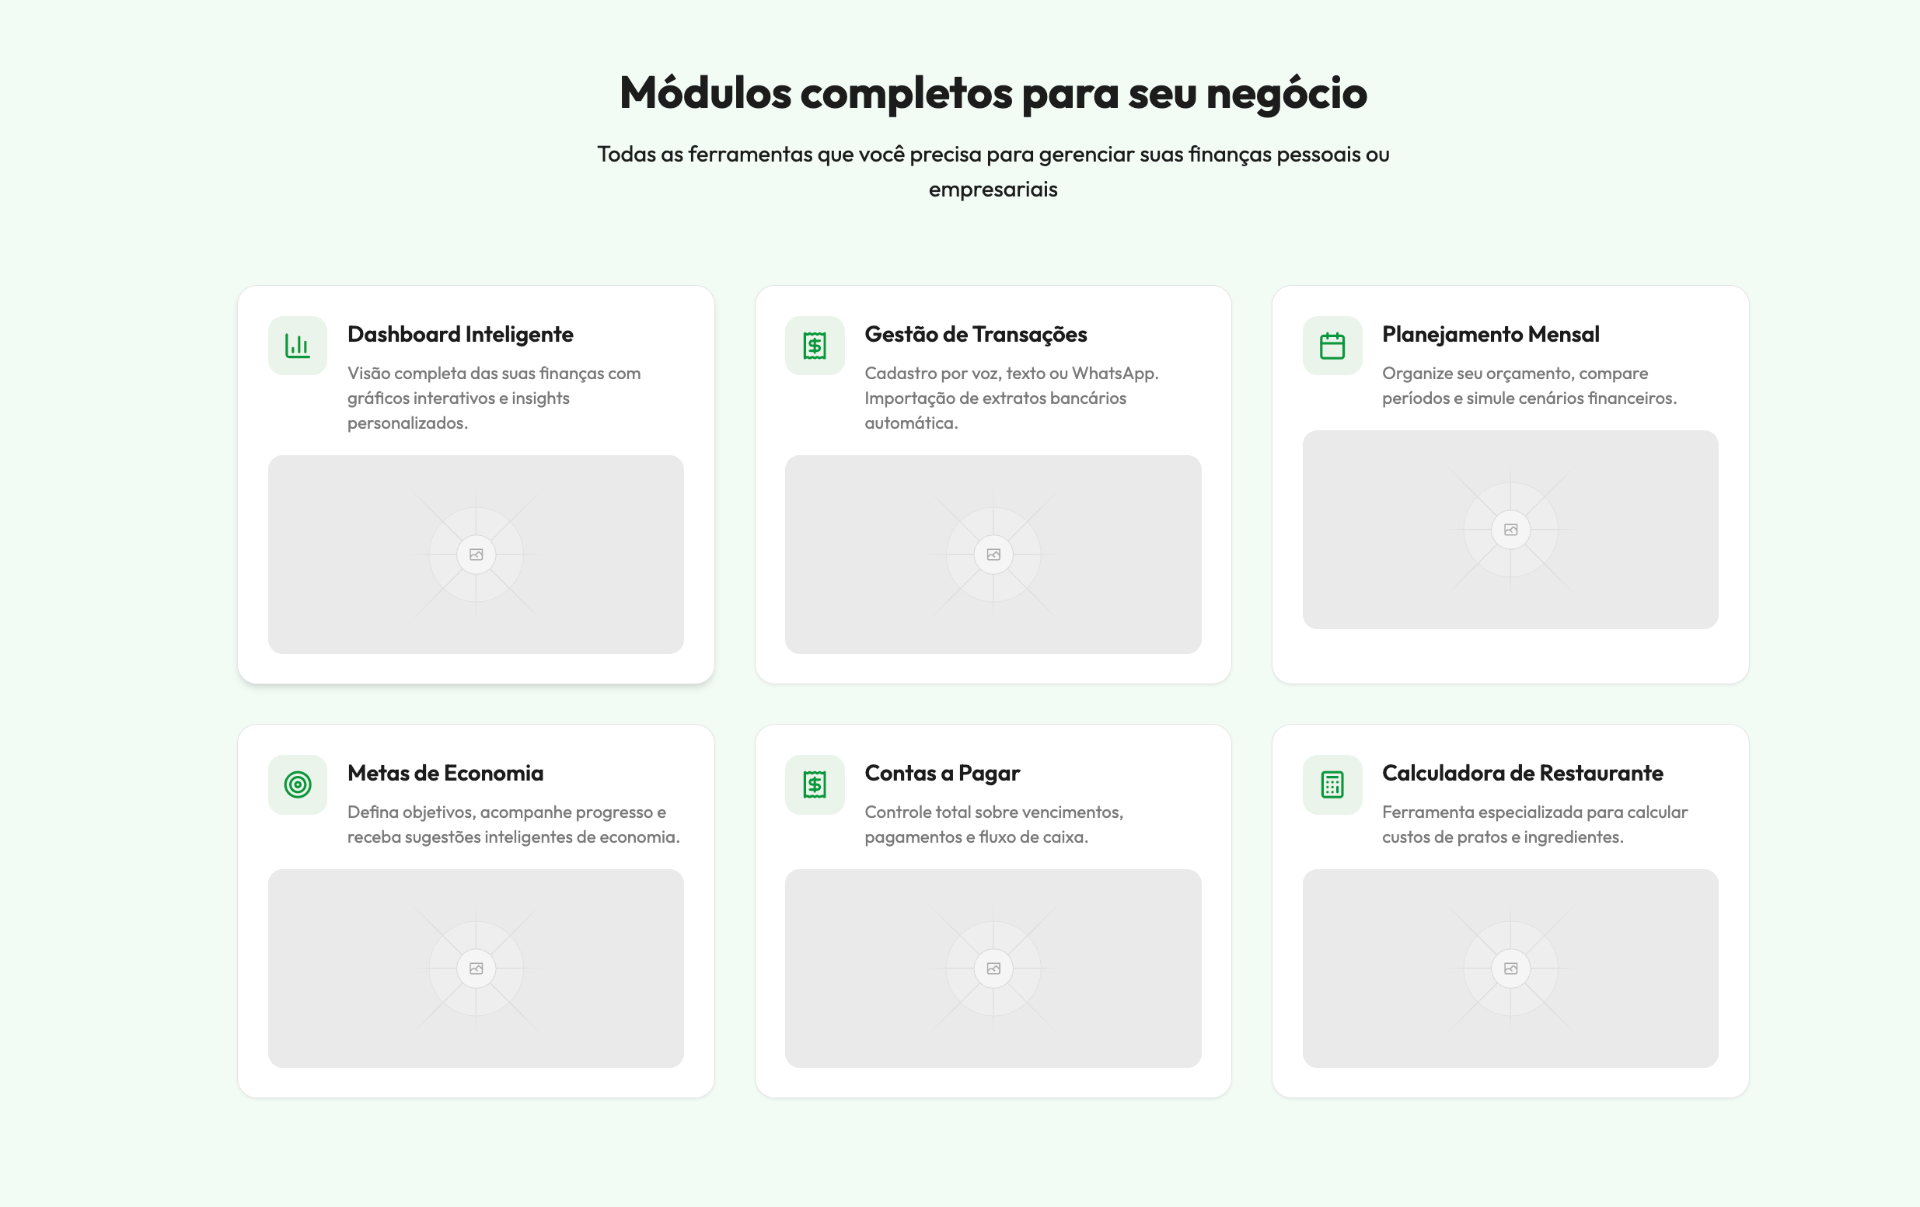 Módulos completos para seu negócio
Todas as ferramentas que você precisa para gerenciar suas finanças pessoais ou
empresariais
Dashboard Inteligente
Visão completa das suas finanças com
gráficos interativos e insights
personalizados.
Gestão de Transações
Cadastro por voz, texto ou WhatsApp.
Importação de extratos bancários
automática.
Planejamento Mensal
Organize seu orçamento, compare
períodos e simule cenários financeiros.
Metas de Economia
Defina objetivos, acompanhe progresso e
receba sugestões inteligentes de economia.
Contas a Pagar
Controle total sobre vencimentos,
pagamentos e fluxo de caixa.
Calculadora de Restaurante
Ferramenta especializada para calcular
custos de pratos e ingredientes.